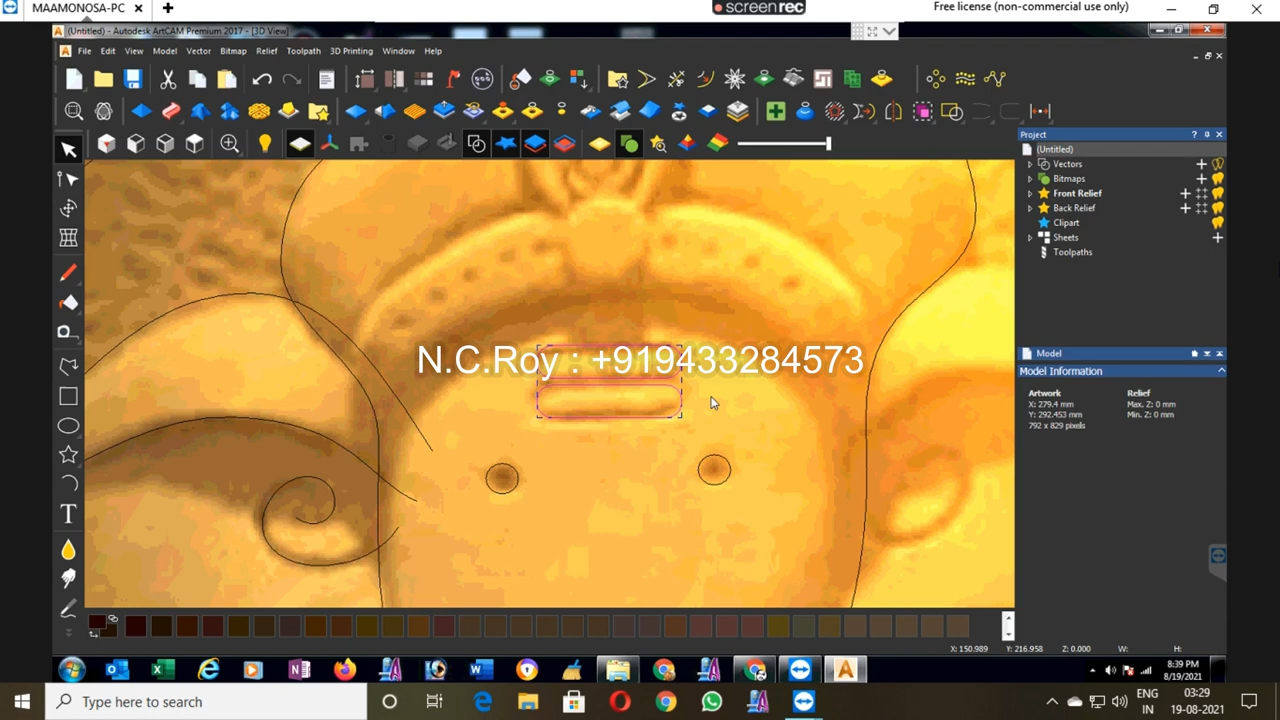 MAAMONOSA-PC
screenrec
Free license (non-commercial use only)
(Untitled) - Autodesk ArtCAM Premium 2017 - [3D View]
File Edit View Model Vector Bitmap Relief Toolpath 3D Printing Window Help
Project
(Untitled)
Vectors
Bitmaps
Front Relief
Back Relief
Clipart
Sheets
Toolpaths
N.C.Roy : +919433284573
Model
Model Information
Artwork Relief
X: 279.4 mm Max. Z: 0 mm
Y: 292.453 mm Min. Z: 0 mm
792 x 829 pixels
X: 150.989 Y: 216.958 Z: 0.000 W: H:
8:39 PM
8/19/2021
Type here to search
ENG
IN
03:29
19-08-2021